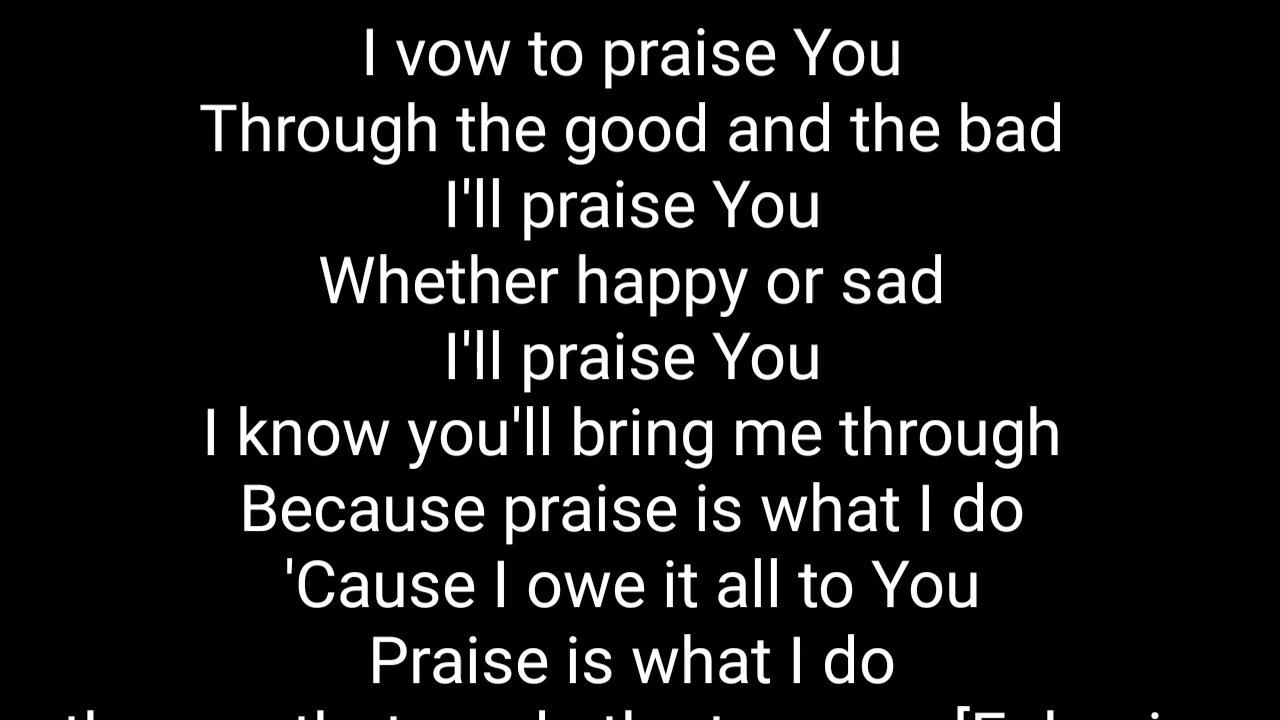 I vow to praise You
Through the good and the bad
I'll praise You
Whether happy or sad
I'll praise You
I know you'll bring me through
Because praise is what I do
'Cause I owe it all to You
Praise is what I do